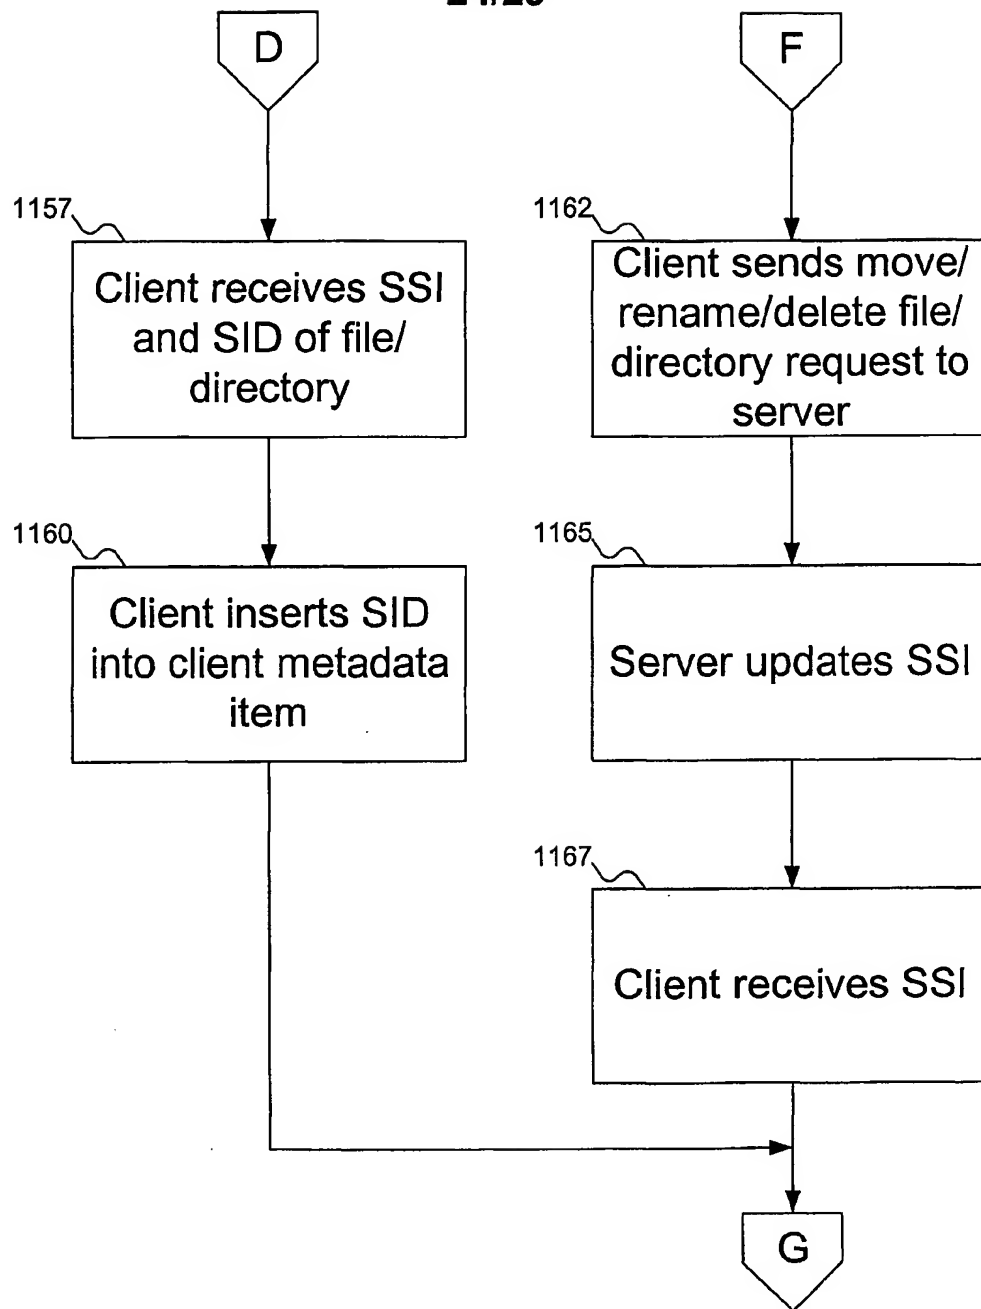 D
F
1157
Client receives SSI
and SID of file/
directory
1162
Client sends move/
rename/delete file/
directory request to
server
1160
Client inserts SID
into client metadata
item
1165
Server updates SSI
1167
Client receives SSI
G